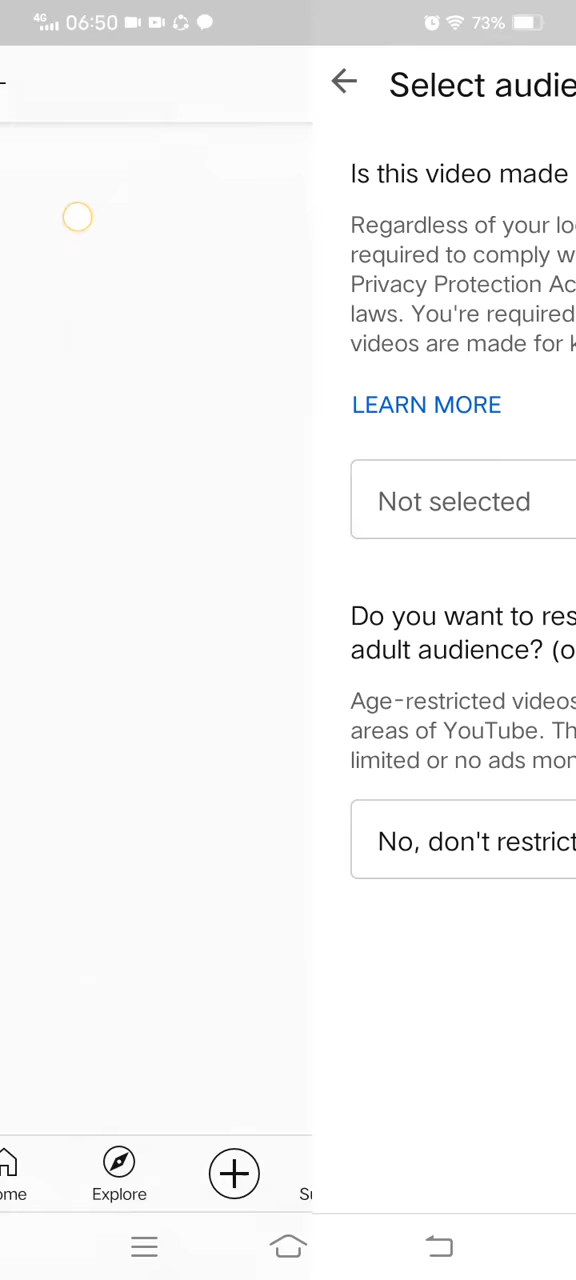 4G 06:50 73%
Select audie
Is this video made
Regardless of your lo
required to comply w
Privacy Protection Ac
laws. You're required
videos are made for k
LEARN MORE
Not selected
Do you want to res
adult audience? (o
Age-restricted videos
areas of YouTube. Th
limited or no ads mon
No, don't restrict
ome Explore Su